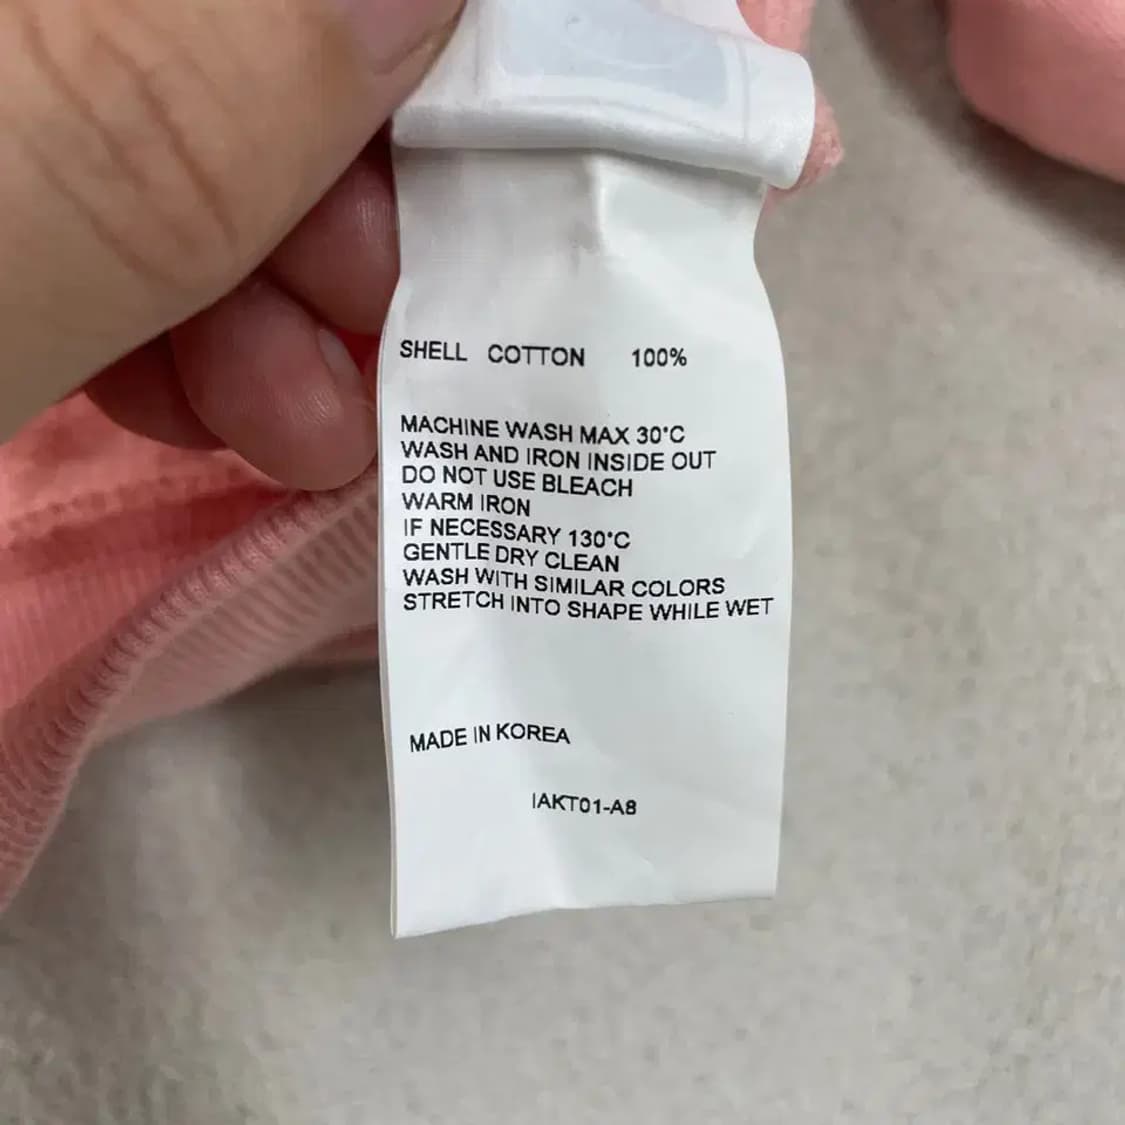 SHELL COTTON 100%
MACHINE WASH MAX 30°C
WASH AND IRON INSIDE OUT
DO NOT USE BLEACH
WARM IRON
IF NECESSARY 130°C
GENTLE DRY CLEAN
WASH WITH SIMILAR COLORS
STRETCH INTO SHAPE WHILE WET
MADE IN KOREA
IAKT01-A8